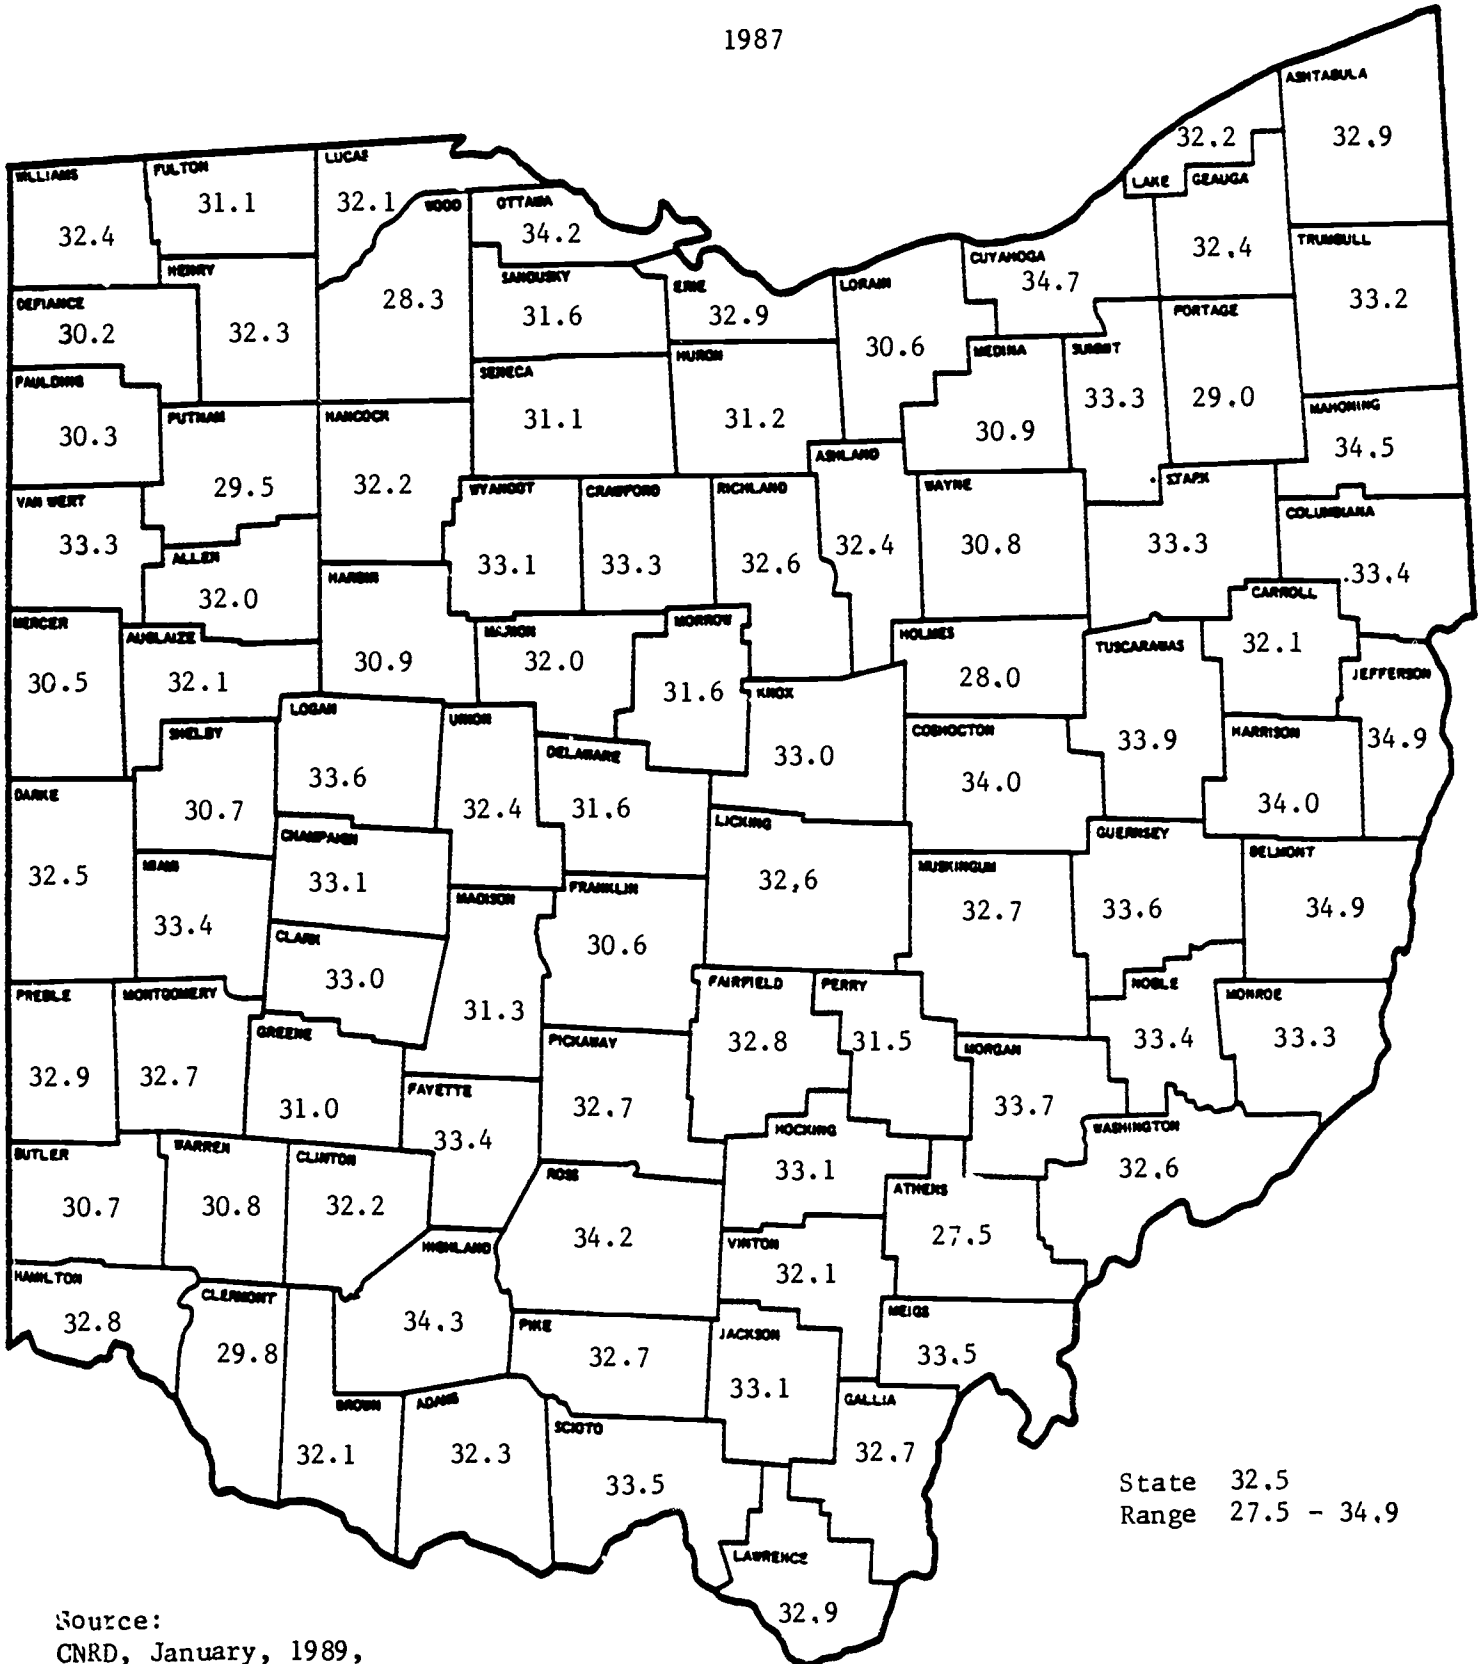 1987
ASHTABULA
32.9
32.2
LAKE
GEAUGA
32.4
WILLIAMS
32.4
FULTON
31.1
LUCAS
32.1
WOOD
28.3
OTTAWA
34.2
CUYAHOGA
34.7
TRUMBULL
33.2
HENRY
32.3
SANDUSKY
31.6
ERIE
32.9
LORAIN
30.6
DEFIANCE
30.2
PORTAGE
29.0
MEDINA
30.9
SUMMIT
33.3
PAULDING
30.3
SENECA
31.1
HURON
31.2
PUTNAM
29.5
HANCOCK
32.2
MAHONING
34.5
ASHLAND
32.4
VAN WERT
33.3
WYANDOT
33.1
CRAWFORD
33.3
RICHLAND
32.6
WAYNE
30.8
STARK
33.3
COLUMBIANA
33.4
ALLEN
32.0
HARDIN
30.9
CARROLL
32.1
MERCER
30.5
AUGLAIZE
32.1
MARION
32.0
MORROW
31.6
HOLMES
28.0
TUSCARAWAS
33.9
JEFFERSON
34.9
LOGAN
33.6
UNION
32.4
KNOX
33.0
SHELBY
30.7
DELAWARE
31.6
COSHOCTON
34.0
HARRISON
34.0
DARKE
32.5
LICKING
32,6
CHAMPAIGN
33.1
GUERNSEY
33.6
BELMONT
34.9
MIAMI
33.4
MADISON
31.3
FRANKLIN
30.6
MUSKINGUM
32.7
CLARK
33.0
PREBLE
32.9
MONTGOMERY
32.7
FAIRFIELD
32.8
PERRY
31.5
NOBLE
33.4
MONROE
33.3
GREENE
31.0
PICKAWAY
32.7
MORGAN
33.7
FAYETTE
33.4
HOCKING
33.1
WASHINGTON
32.6
BUTLER
30.7
WARREN
30.8
CLINTON
32.2
ROSS
34.2
ATHENS
27.5
HIGHLAND
34.3
VINTON
32.1
HAMILTON
32.8
CLERMONT
29.8
PIKE
32.7
JACKSON
33.1
MEIGS
33.5
BROWN
32.1
ADAMS
32.3
SCIOTO
33.5
GALLIA
32.7
State 32.5
Range 27.5 - 34.9
LAWRENCE
32.9
Source:
CNRD, January, 1989,